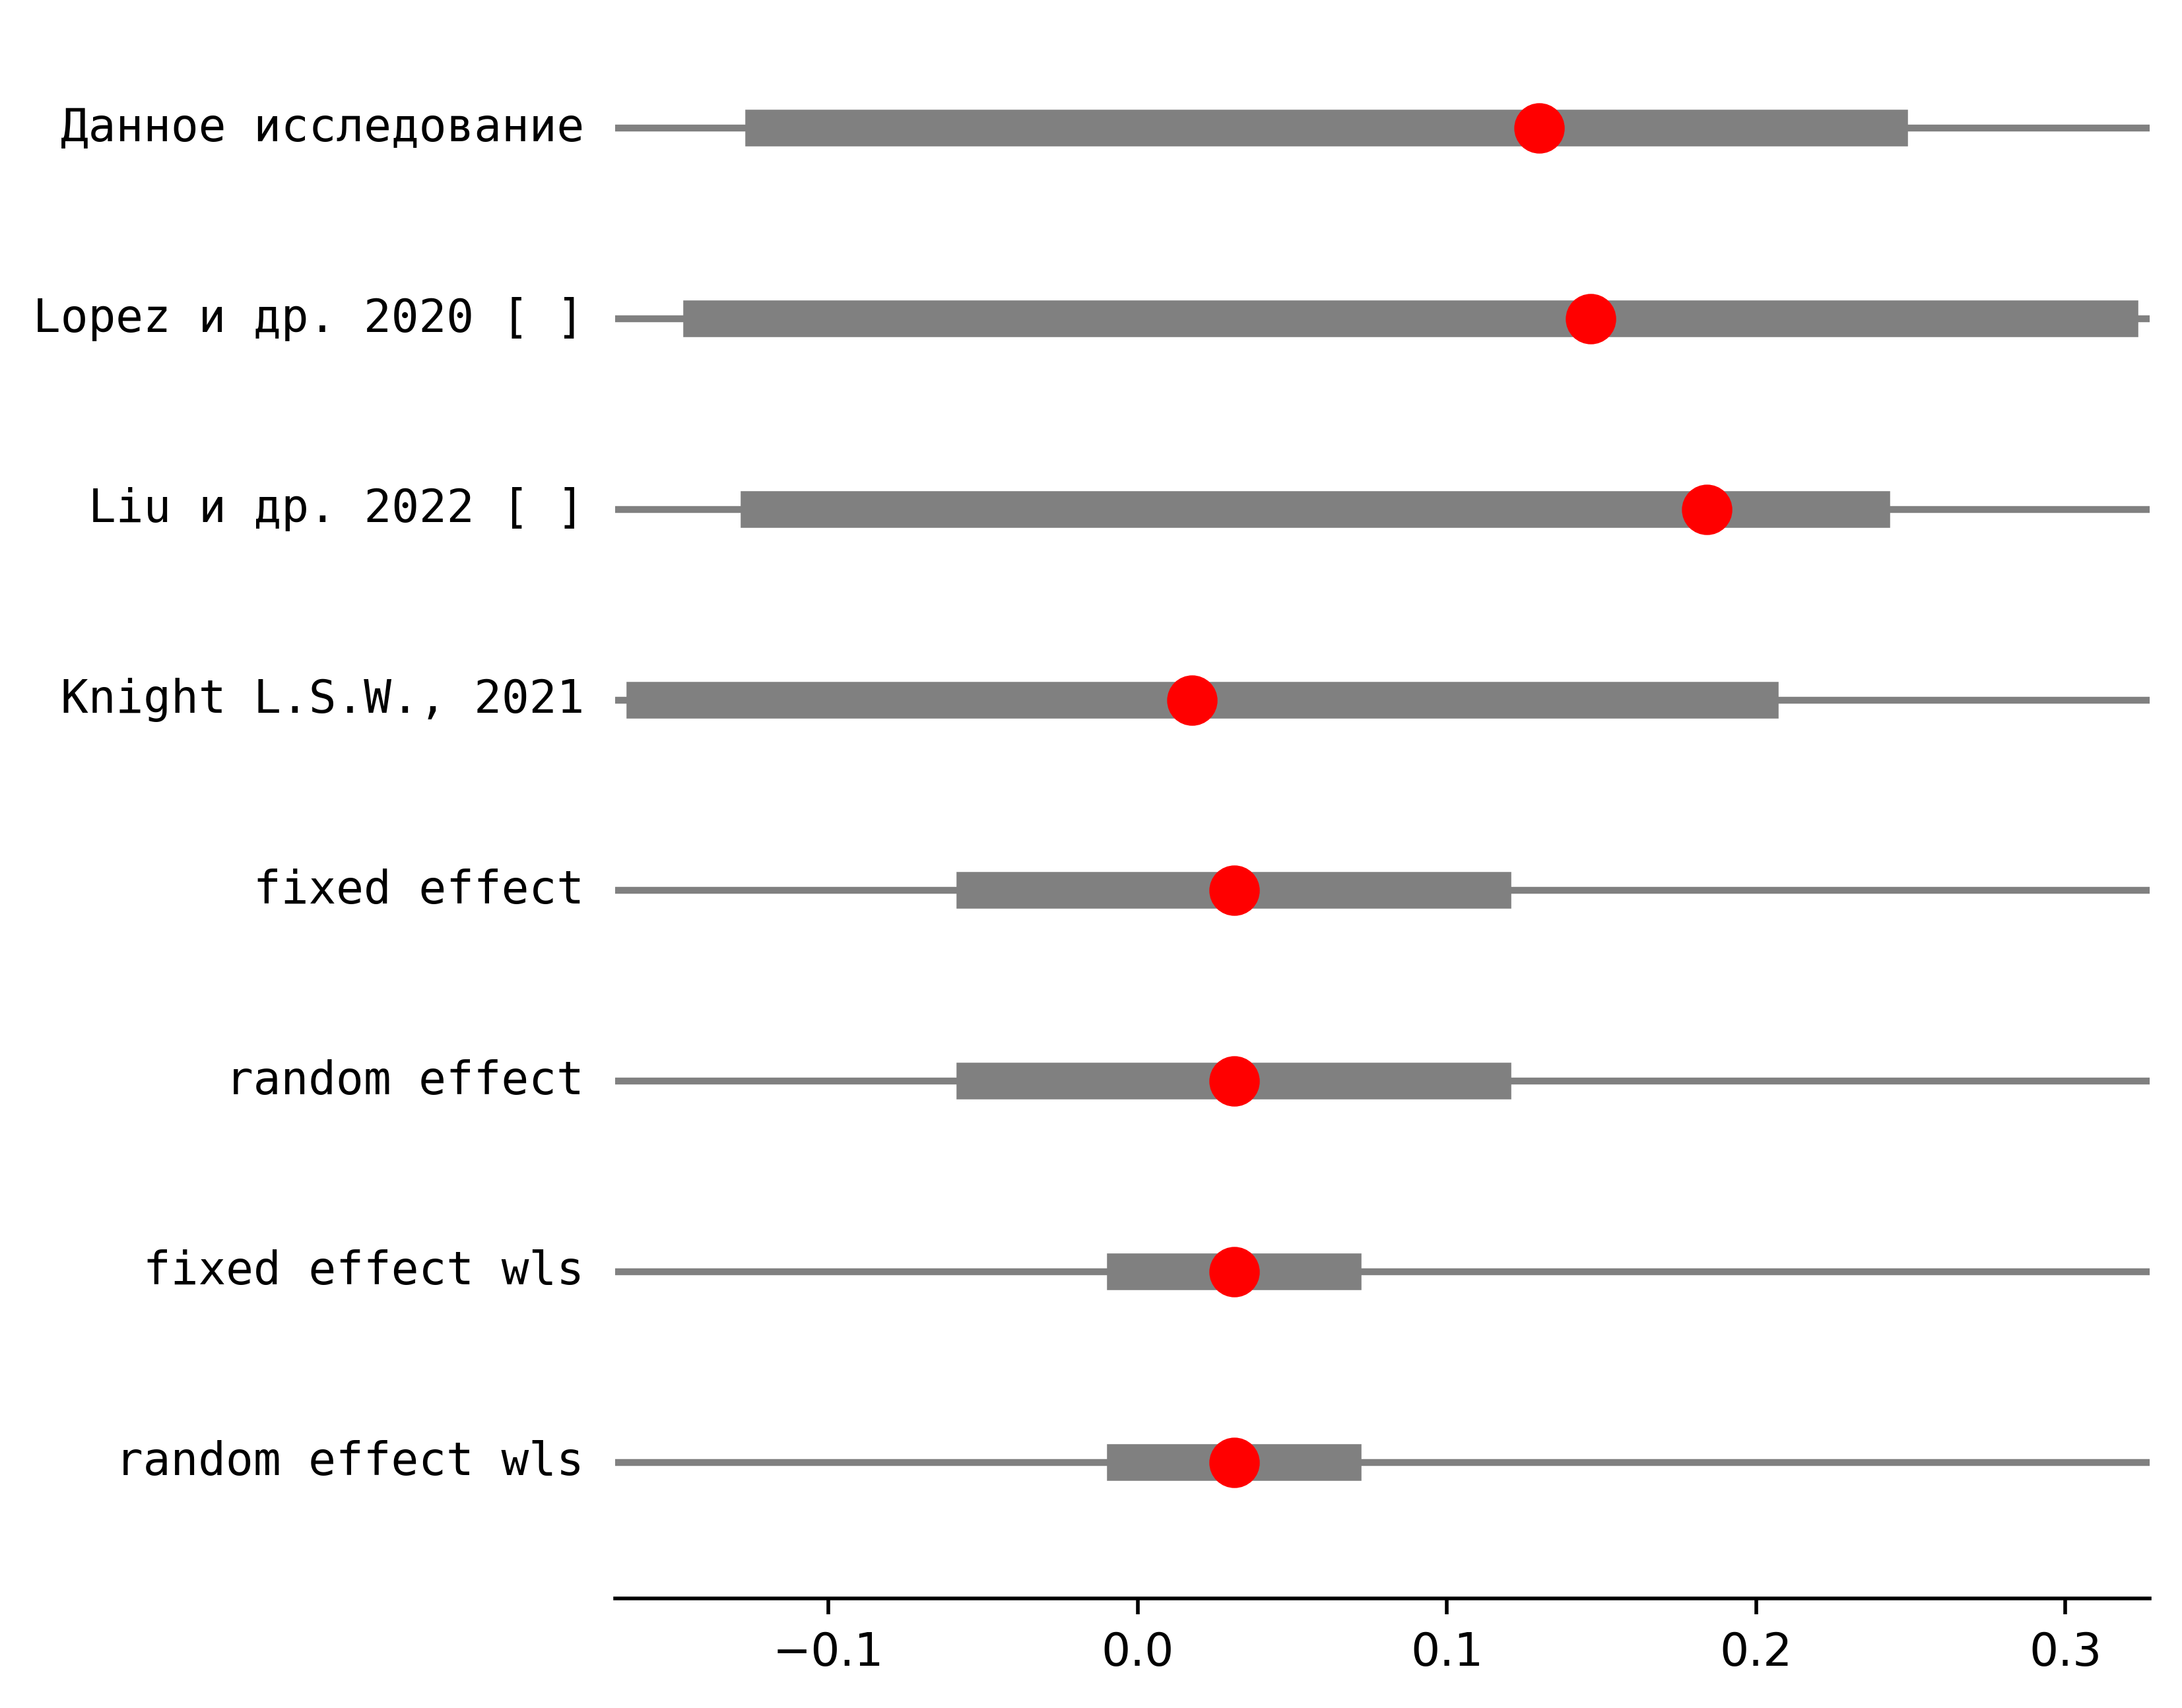 Данное исследование
Lopez и др. 2020 [ ]
Liu и др. 2022 [ ]
Knight L.S.W., 2021
fixed effect
random effect
fixed effect wls
random effect wls
−0.1 0.0 0.1 0.2 0.3